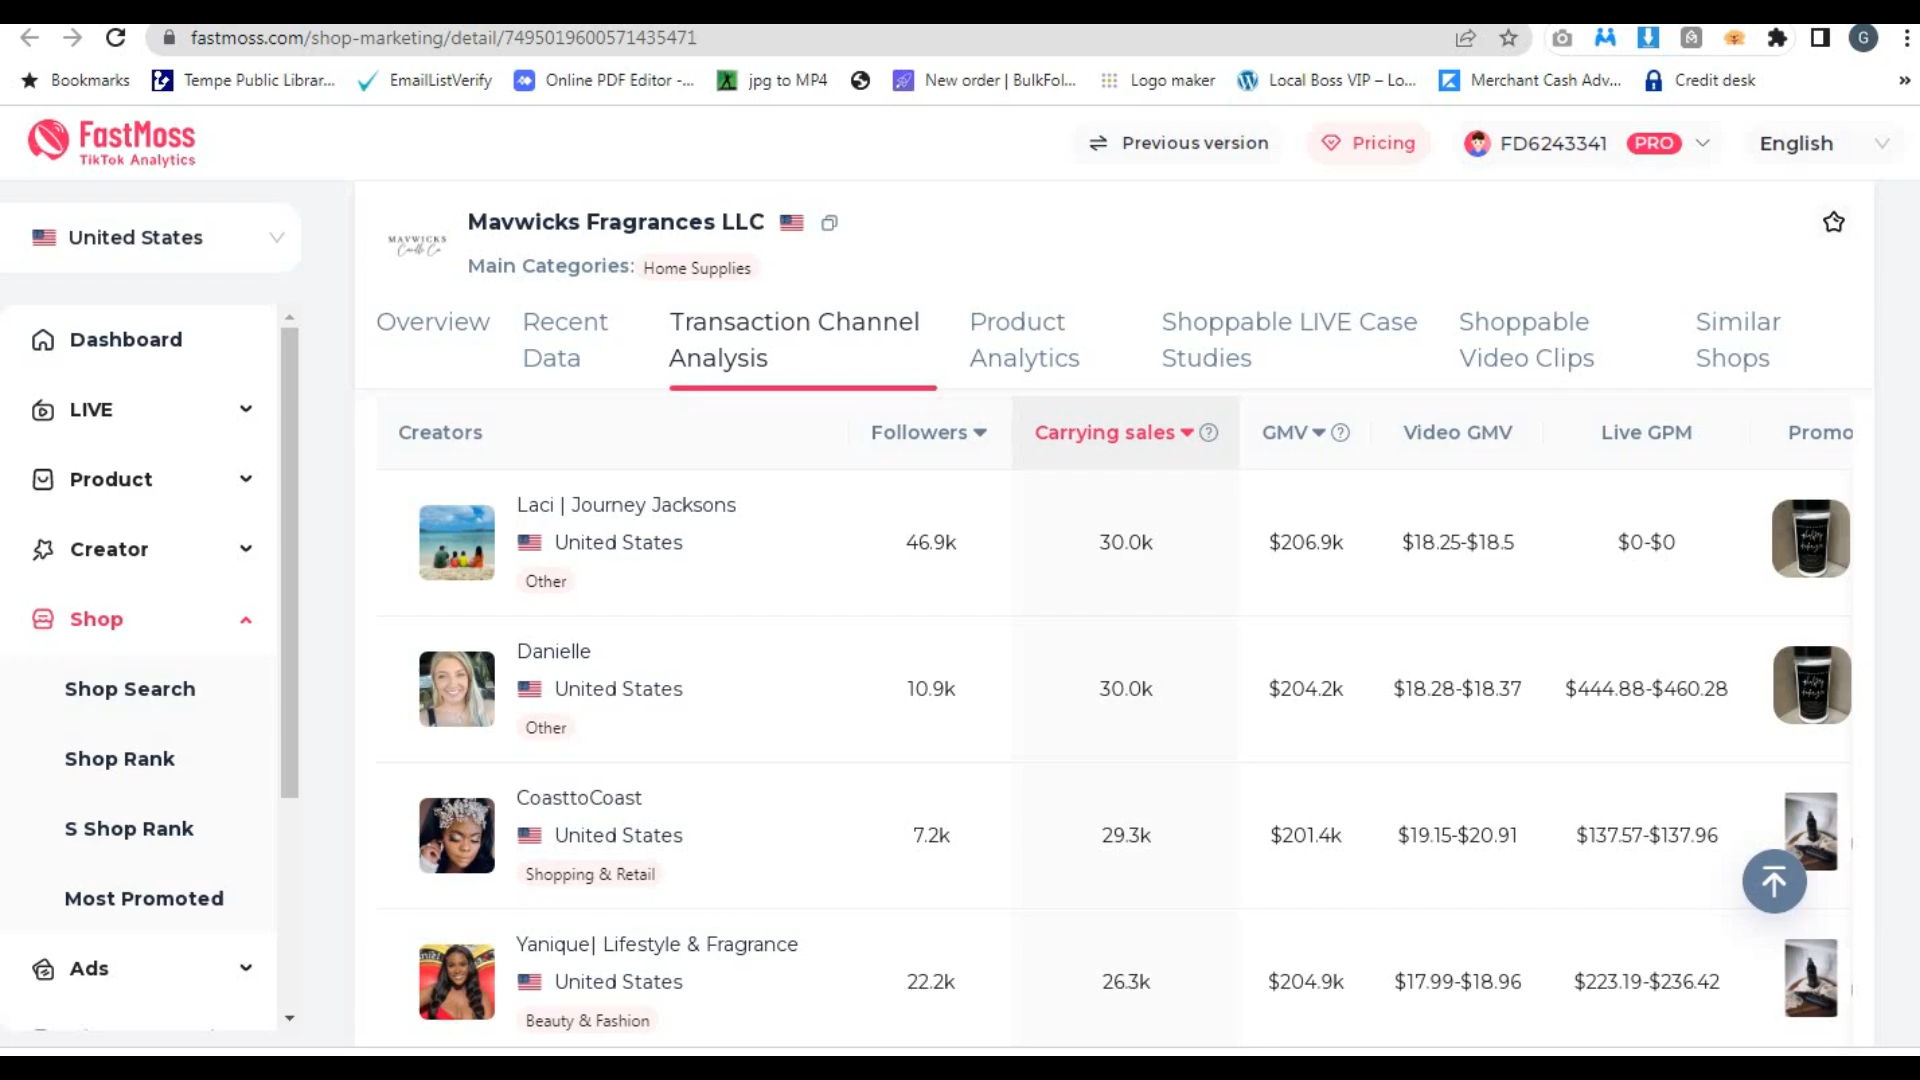 fastmoss.com/shop-marketing/detail/7495019600571435471
G
Bookmarks Tempe Public Librar... EmailListVerify Online PDF Editor -... jpg to MP4 New order | BulkFol... Logo maker Local Boss VIP – Lo... Merchant Cash Adv... Credit desk »
FastMoss
TikTok Analytics
Previous version Pricing FD6243341 PRO English
United States
Dashboard
LIVE
Product
Creator
Shop
Shop Search
Shop Rank
S Shop Rank
Most Promoted
Ads
MAVWICKS
Candle Co
Mavwicks Fragrances LLC
Main Categories: Home Supplies
Overview Recent Data Transaction Channel Analysis Product Analytics Shoppable LIVE Case Studies Shoppable Video Clips Similar Shops
Creators Followers Carrying sales ? GMV ? Video GMV Live GPM Promo
Laci | Journey Jacksons
United States 46.9k 30.0k $206.9k $18.25-$18.5 $0-$0
Other
Danielle
United States 10.9k 30.0k $204.2k $18.28-$18.37 $444.88-$460.28
Other
CoasttoCoast
United States 7.2k 29.3k $201.4k $19.15-$20.91 $137.57-$137.96
Shopping & Retail
Yanique| Lifestyle & Fragrance
United States 22.2k 26.3k $204.9k $17.99-$18.96 $223.19-$236.42
Beauty & Fashion